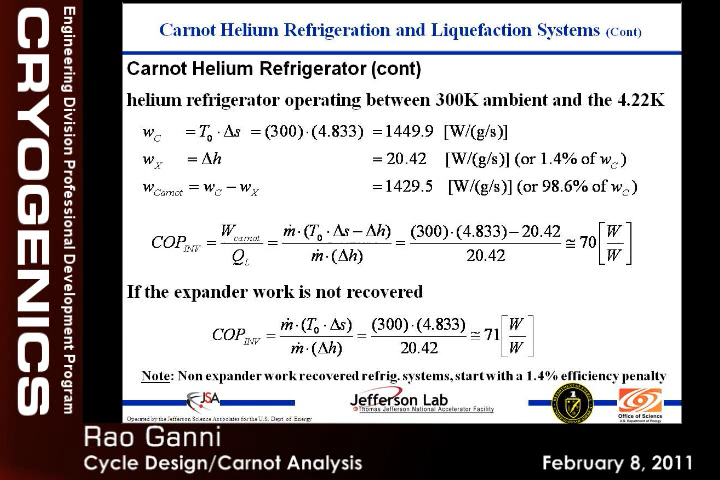 Engineering Division Professional Development Program
CRYOGENICS
Carnot Helium Refrigeration and Liquefaction Systems (Cont)
Carnot Helium Refrigerator (cont)
helium refrigerator operating between 300K ambient and the 4.22K
w_C = T_0 · Δs = (300)·(4.833) = 1449.9 [W/(g/s)]
w_X = Δh = 20.42 [W/(g/s)] (or 1.4% of w_C)
w_Carnot = w_C − w_X = 1429.5 [W/(g/s)] (or 98.6% of w_C)
COP_INV = W_carnot / Q_L = ṁ·(T_0·Δs − Δh) / ṁ·(Δh) = (300)·(4.833) − 20.42 / 20.42 ≅ 70 [W/W]
If the expander work is not recovered
COP_INV = ṁ·(T_0·Δs) / ṁ·(Δh) = (300)·(4.833) / 20.42 ≅ 71 [W/W]
Note: Non expander work recovered refrig. systems, start with a 1.4% efficiency penalty
JSA
Jefferson Lab
Thomas Jefferson National Accelerator Facility
Office of Science
U.S. Department of Energy
Operated by the Jefferson Science Associates for the U.S. Dept. of Energy
Rao Ganni
Cycle Design/Carnot Analysis
February 8, 2011